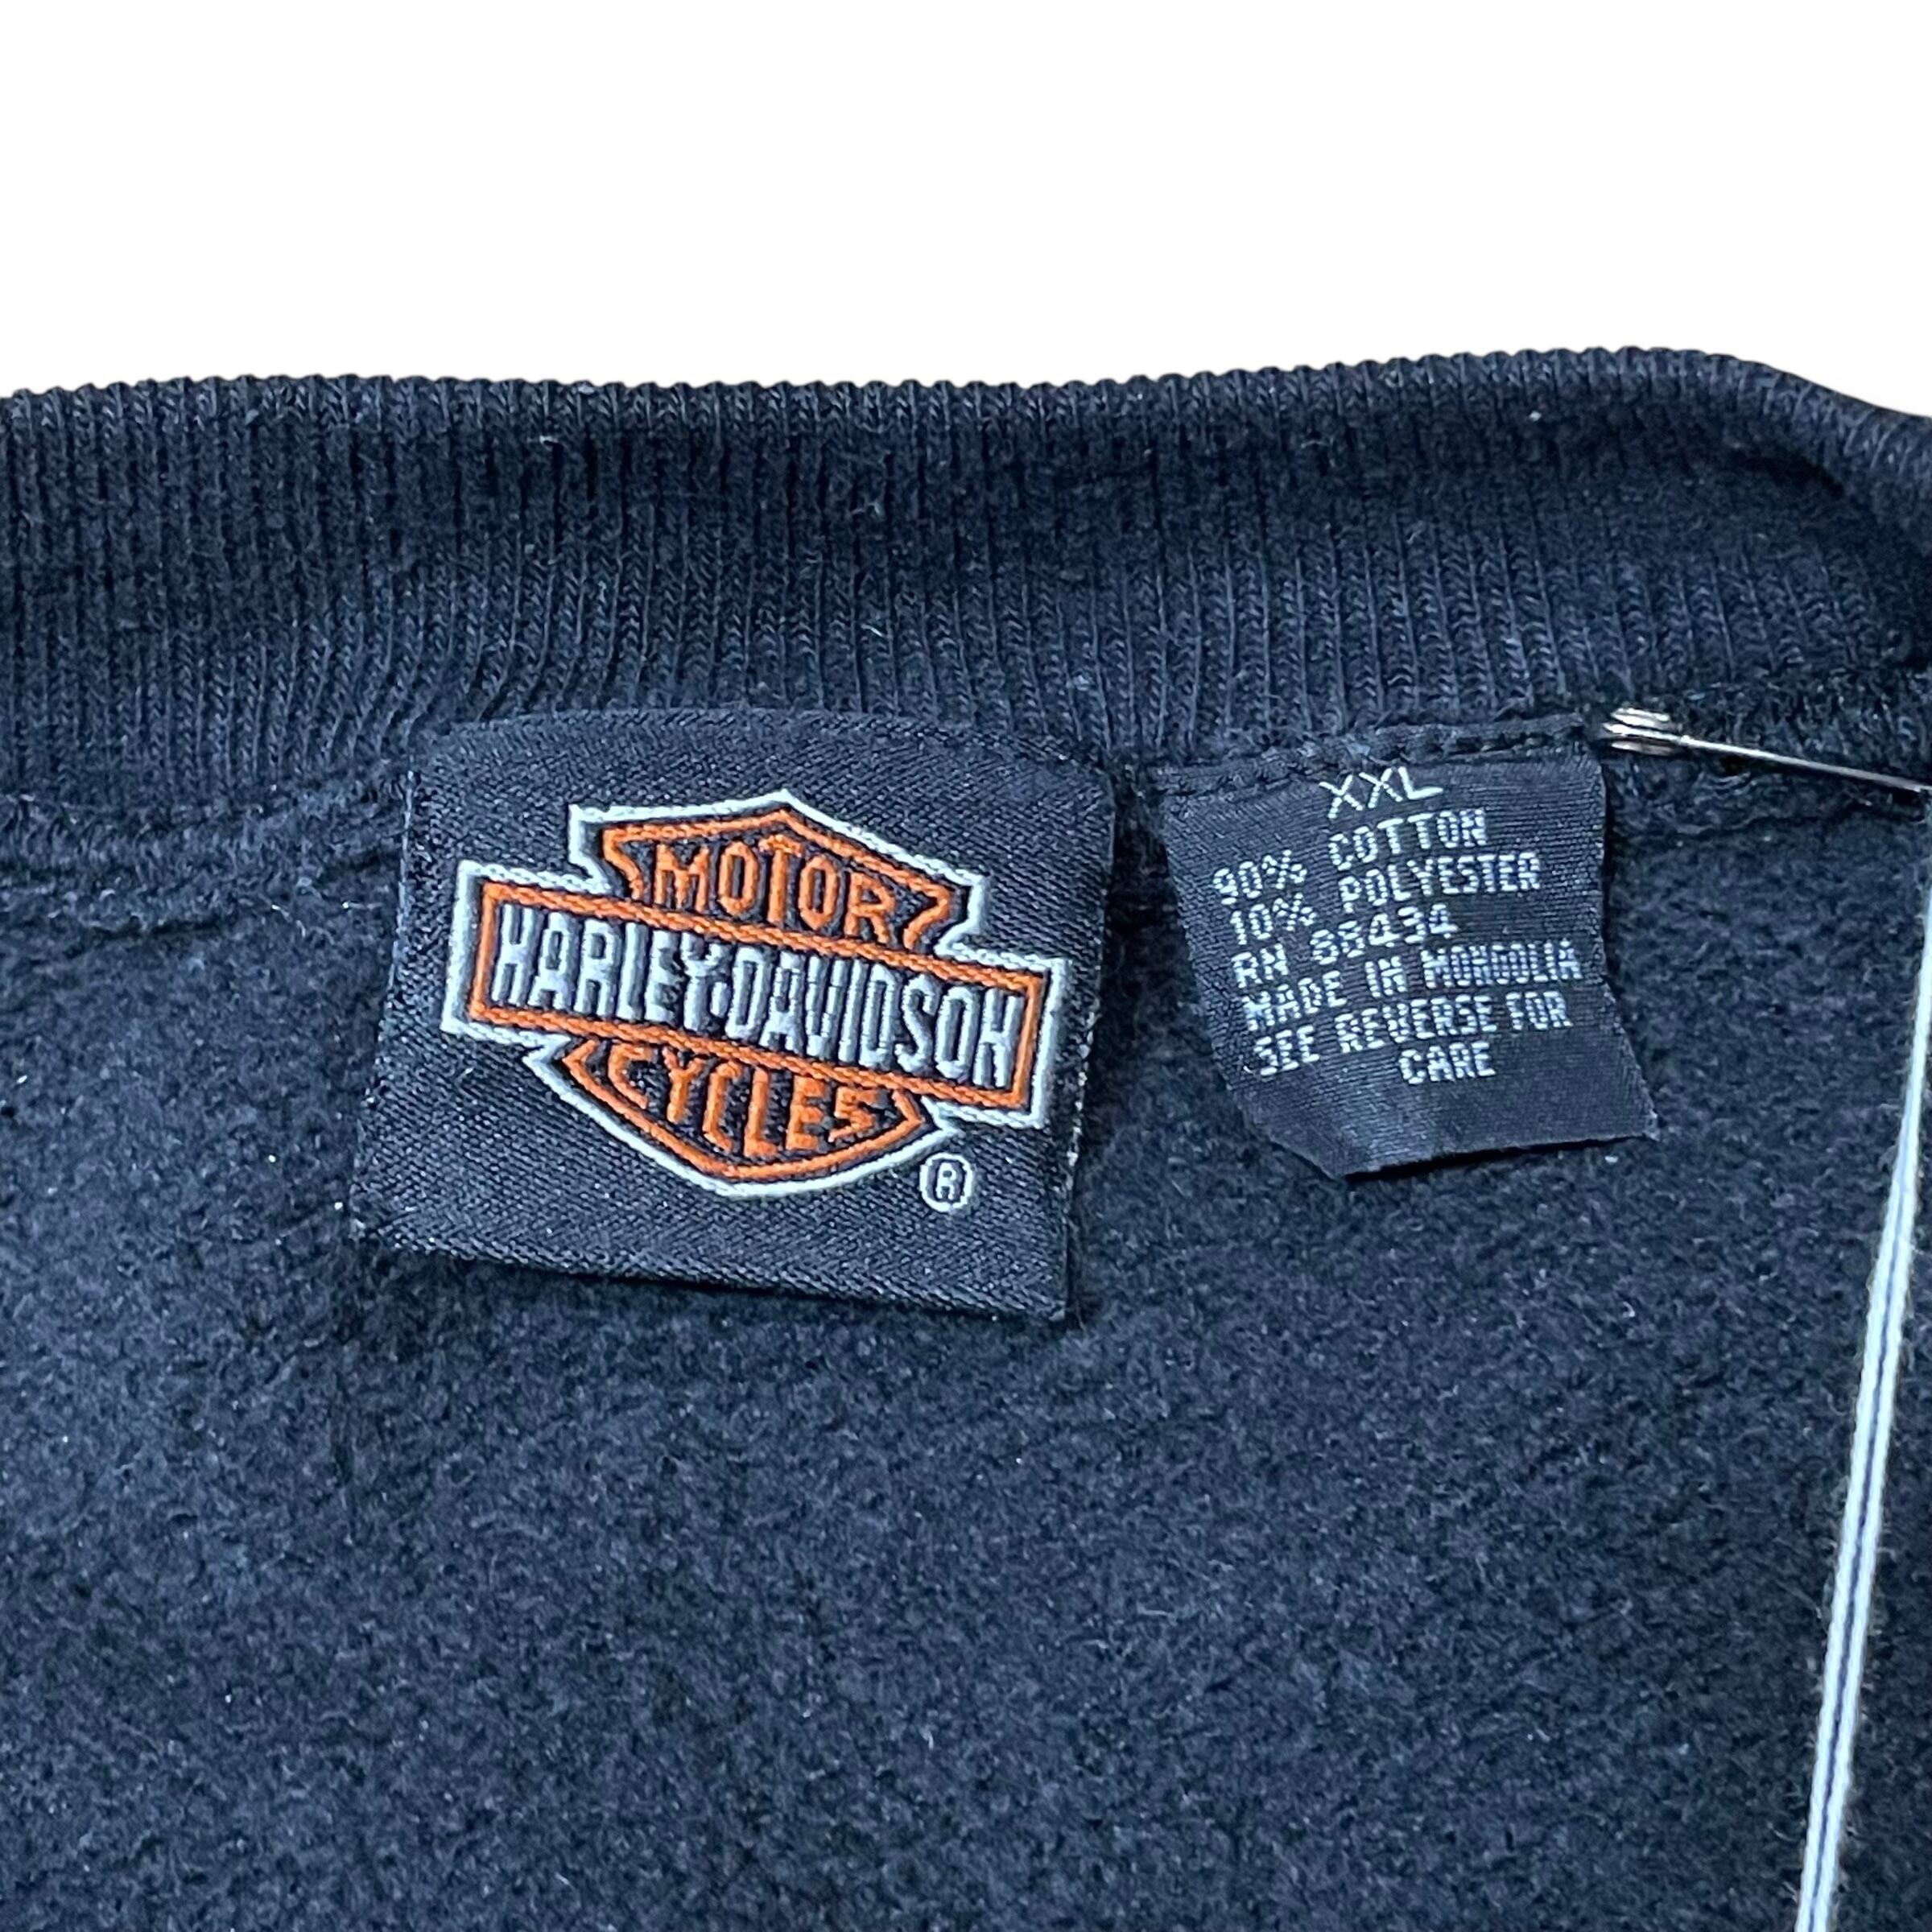 MOTOR
HARLEY-DAVIDSON
CYCLES
®
XXL
90% COTTON
10% POLYESTER
RN 88434
MADE IN MONGOLIA
SEE REVERSE FOR
CARE